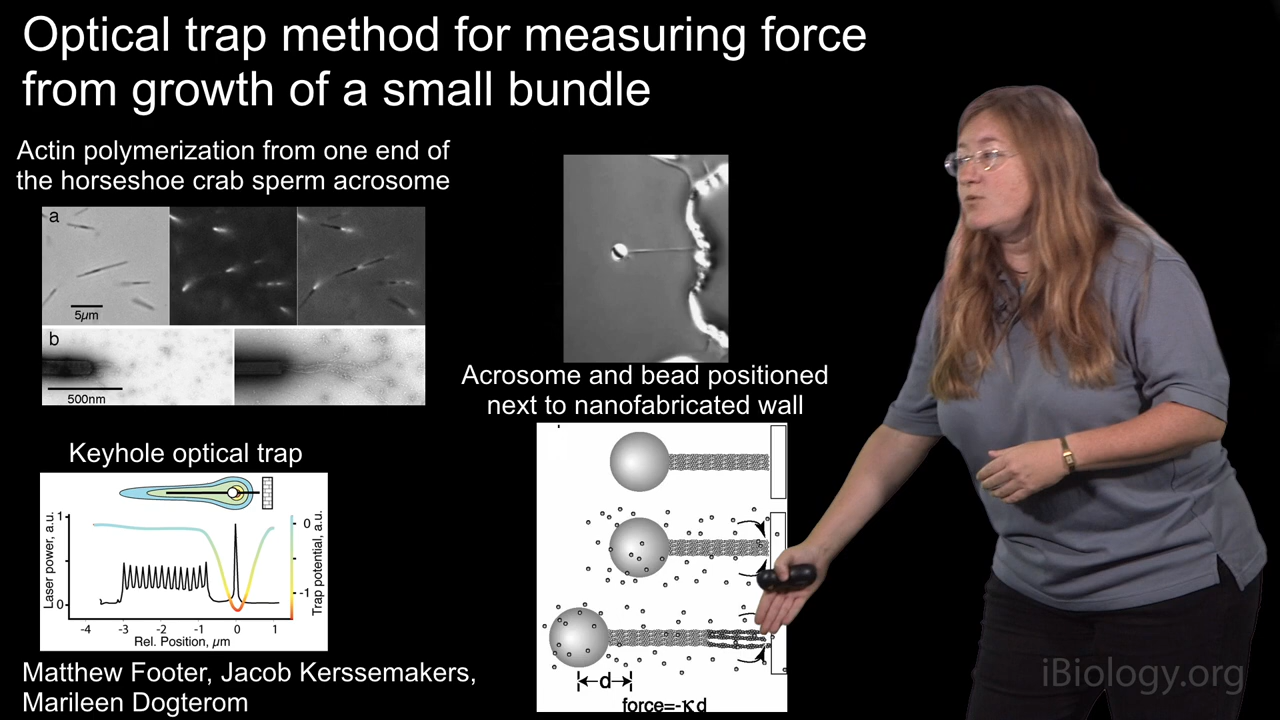 Optical trap method for measuring force
from growth of a small bundle
Actin polymerization from one end of
the horseshoe crab sperm acrosome
a
5μm
b
500nm
Acrosome and bead positioned
next to nanofabricated wall
Keyhole optical trap
Laser power, a.u.
1
0
0
-1
Trap potential, a.u.
-4 -3 -2 -1 0 1
Rel. Position, μm
d
force=-κd
Matthew Footer, Jacob Kerssemakers,
Marileen Dogterom
iBiology.org